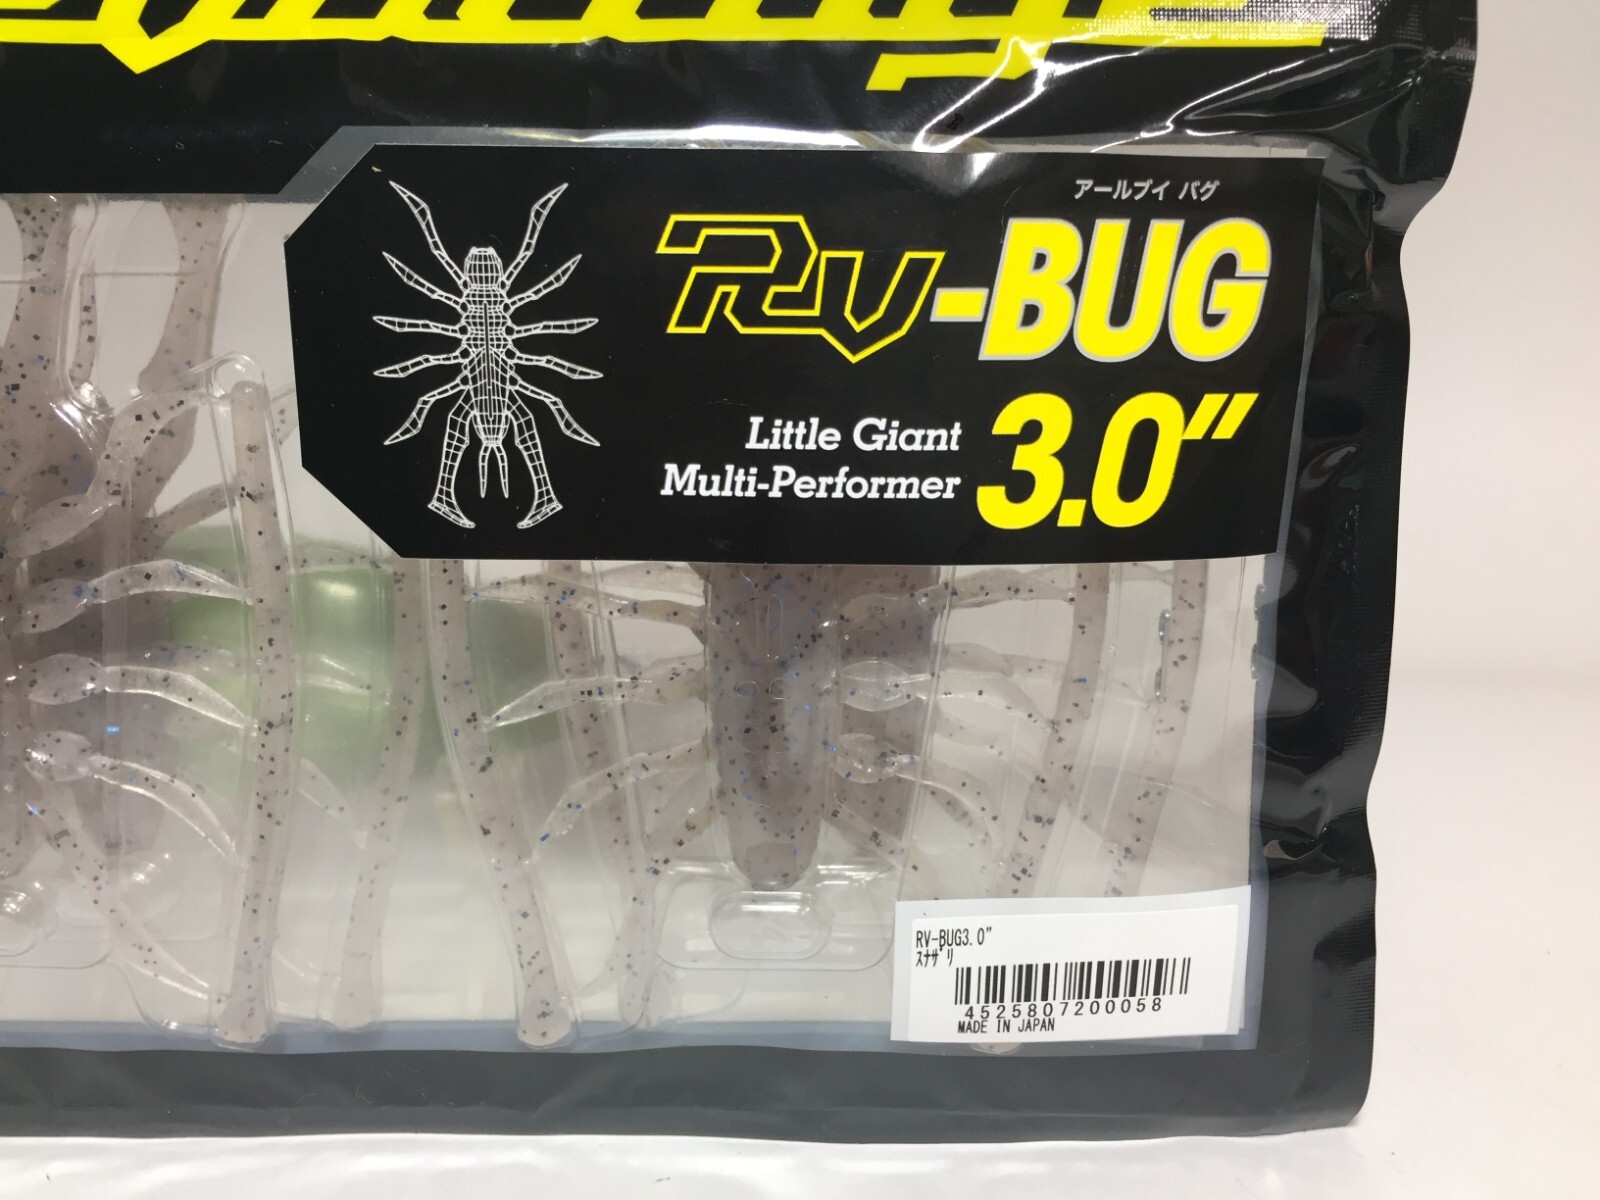 アールブイ バグ
RV-BUG
Little Giant
Multi-Performer
3.0"
RV-BUG3.0"
ｽﾅｻﾞﾘ
4525807200058
MADE IN JAPAN